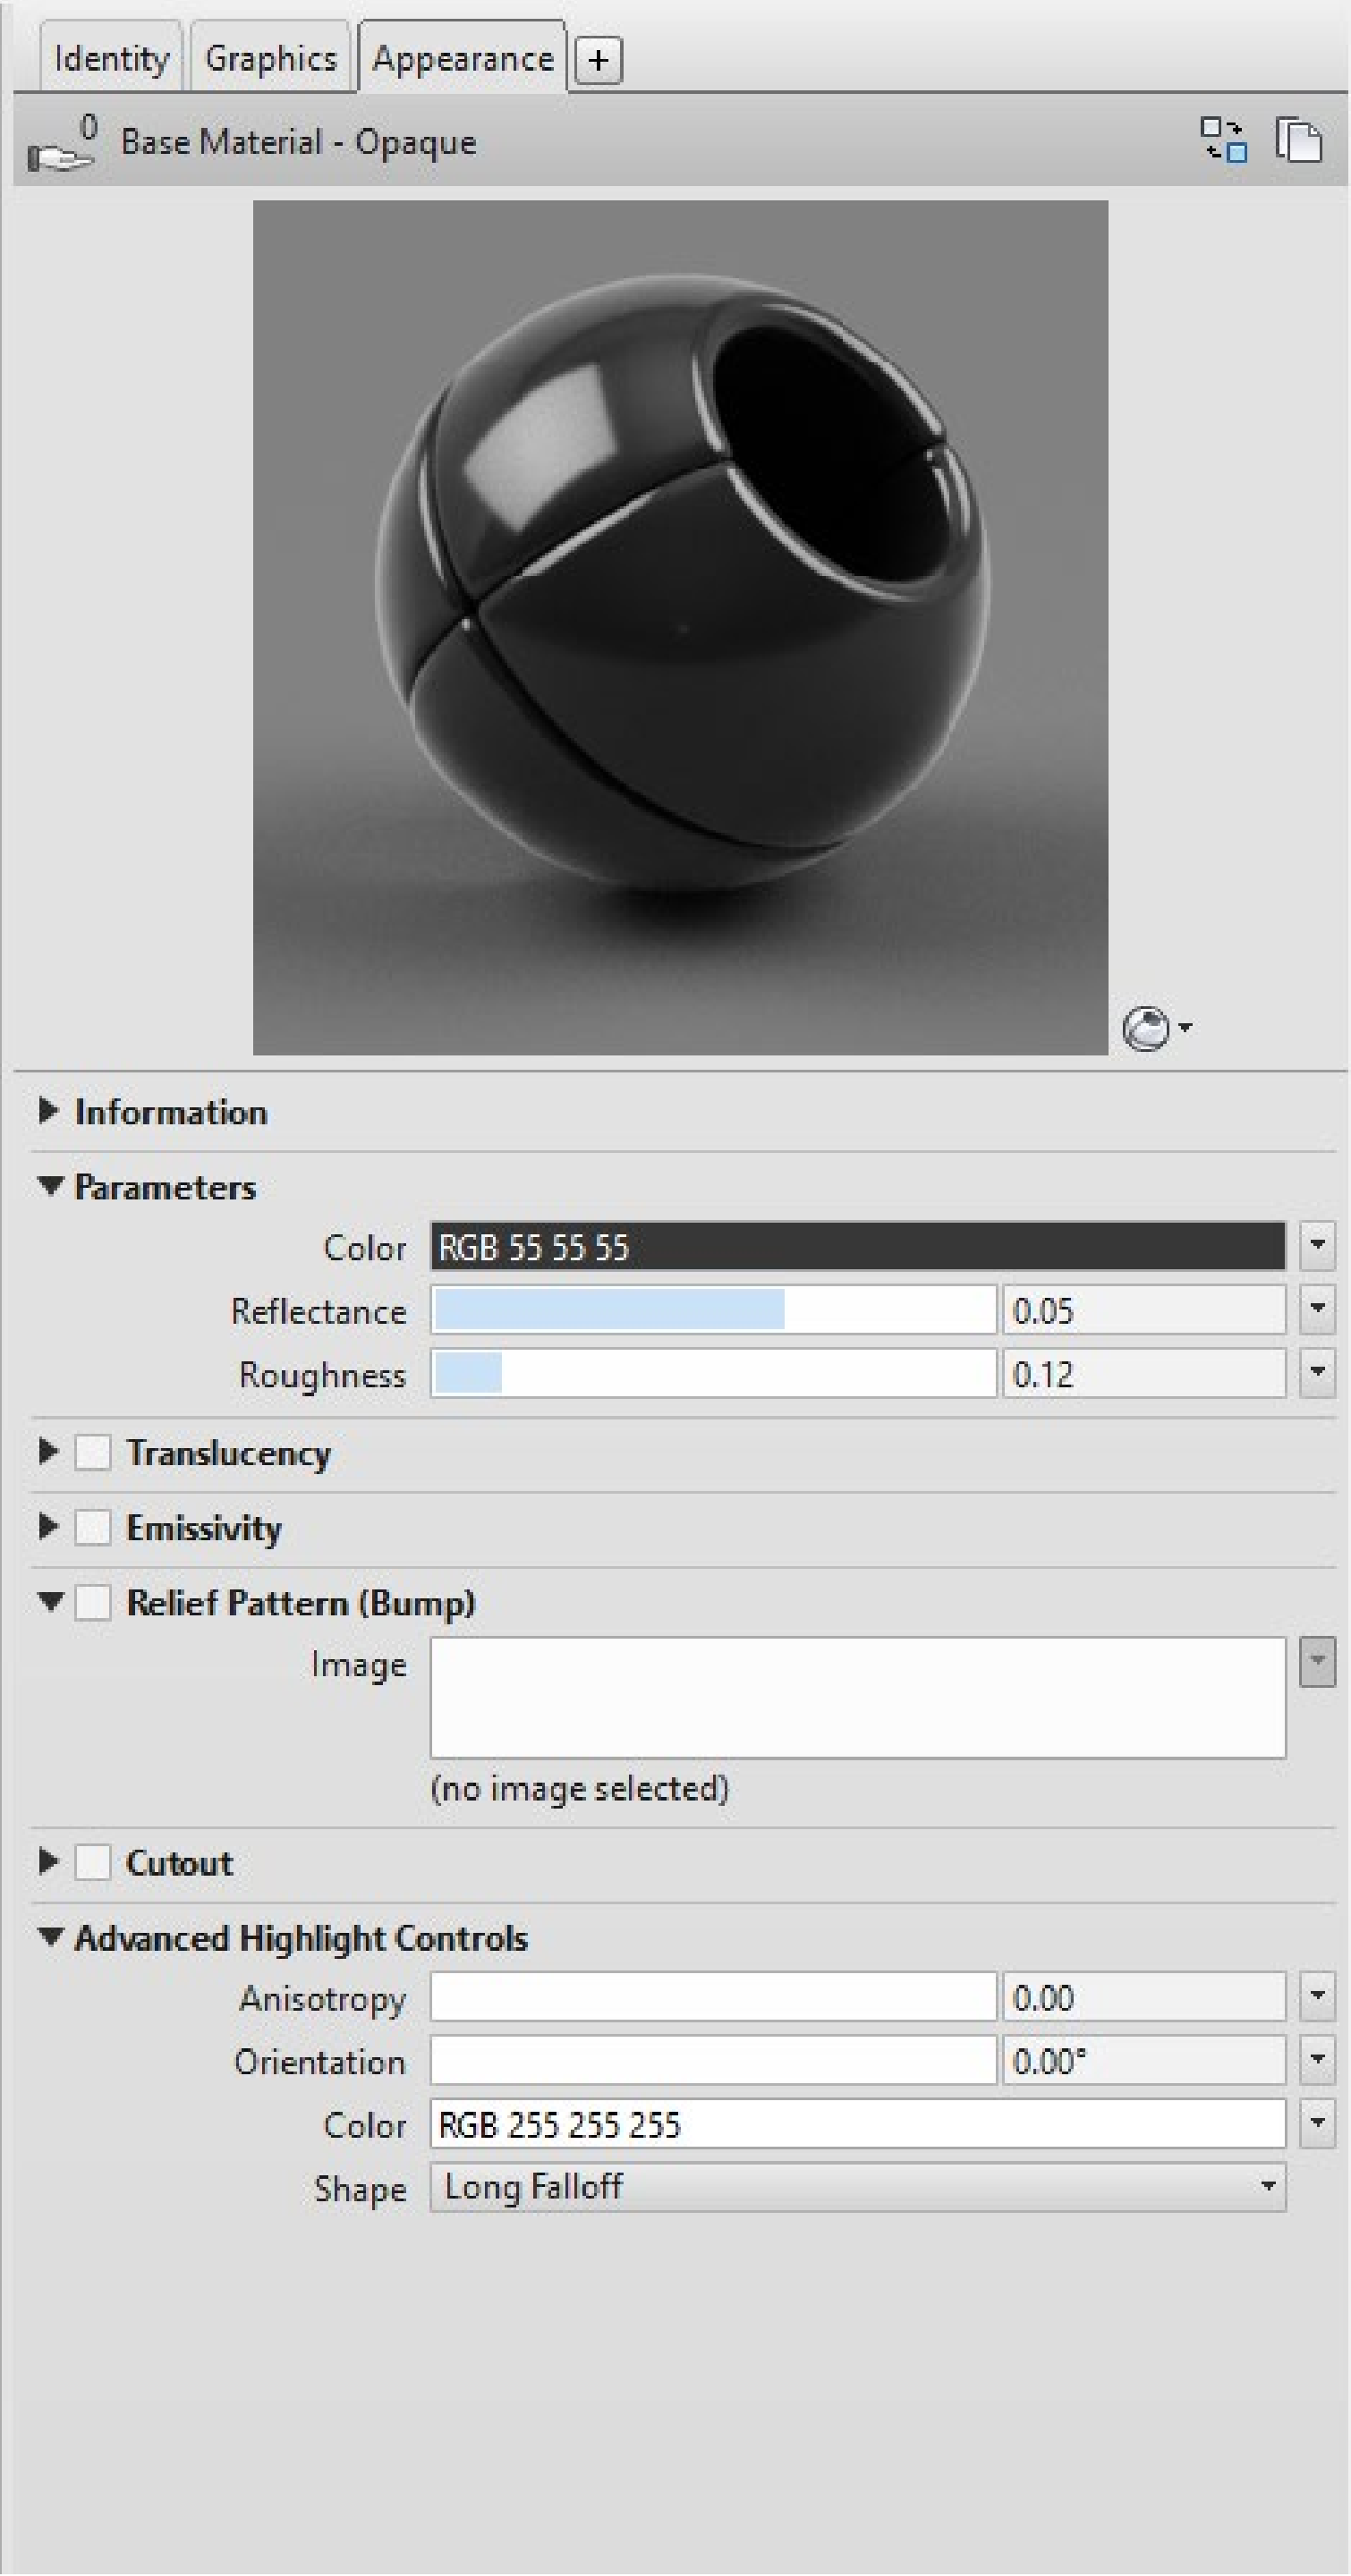 Identity Graphics Appearance +
0 Base Material - Opaque
Information
Parameters
Color RGB 55 55 55
Reflectance 0.05
Roughness 0.12
Translucency
Emissivity
Relief Pattern (Bump)
Image
(no image selected)
Cutout
Advanced Highlight Controls
Anisotropy 0.00
Orientation 0.00°
Color RGB 255 255 255
Shape Long Falloff